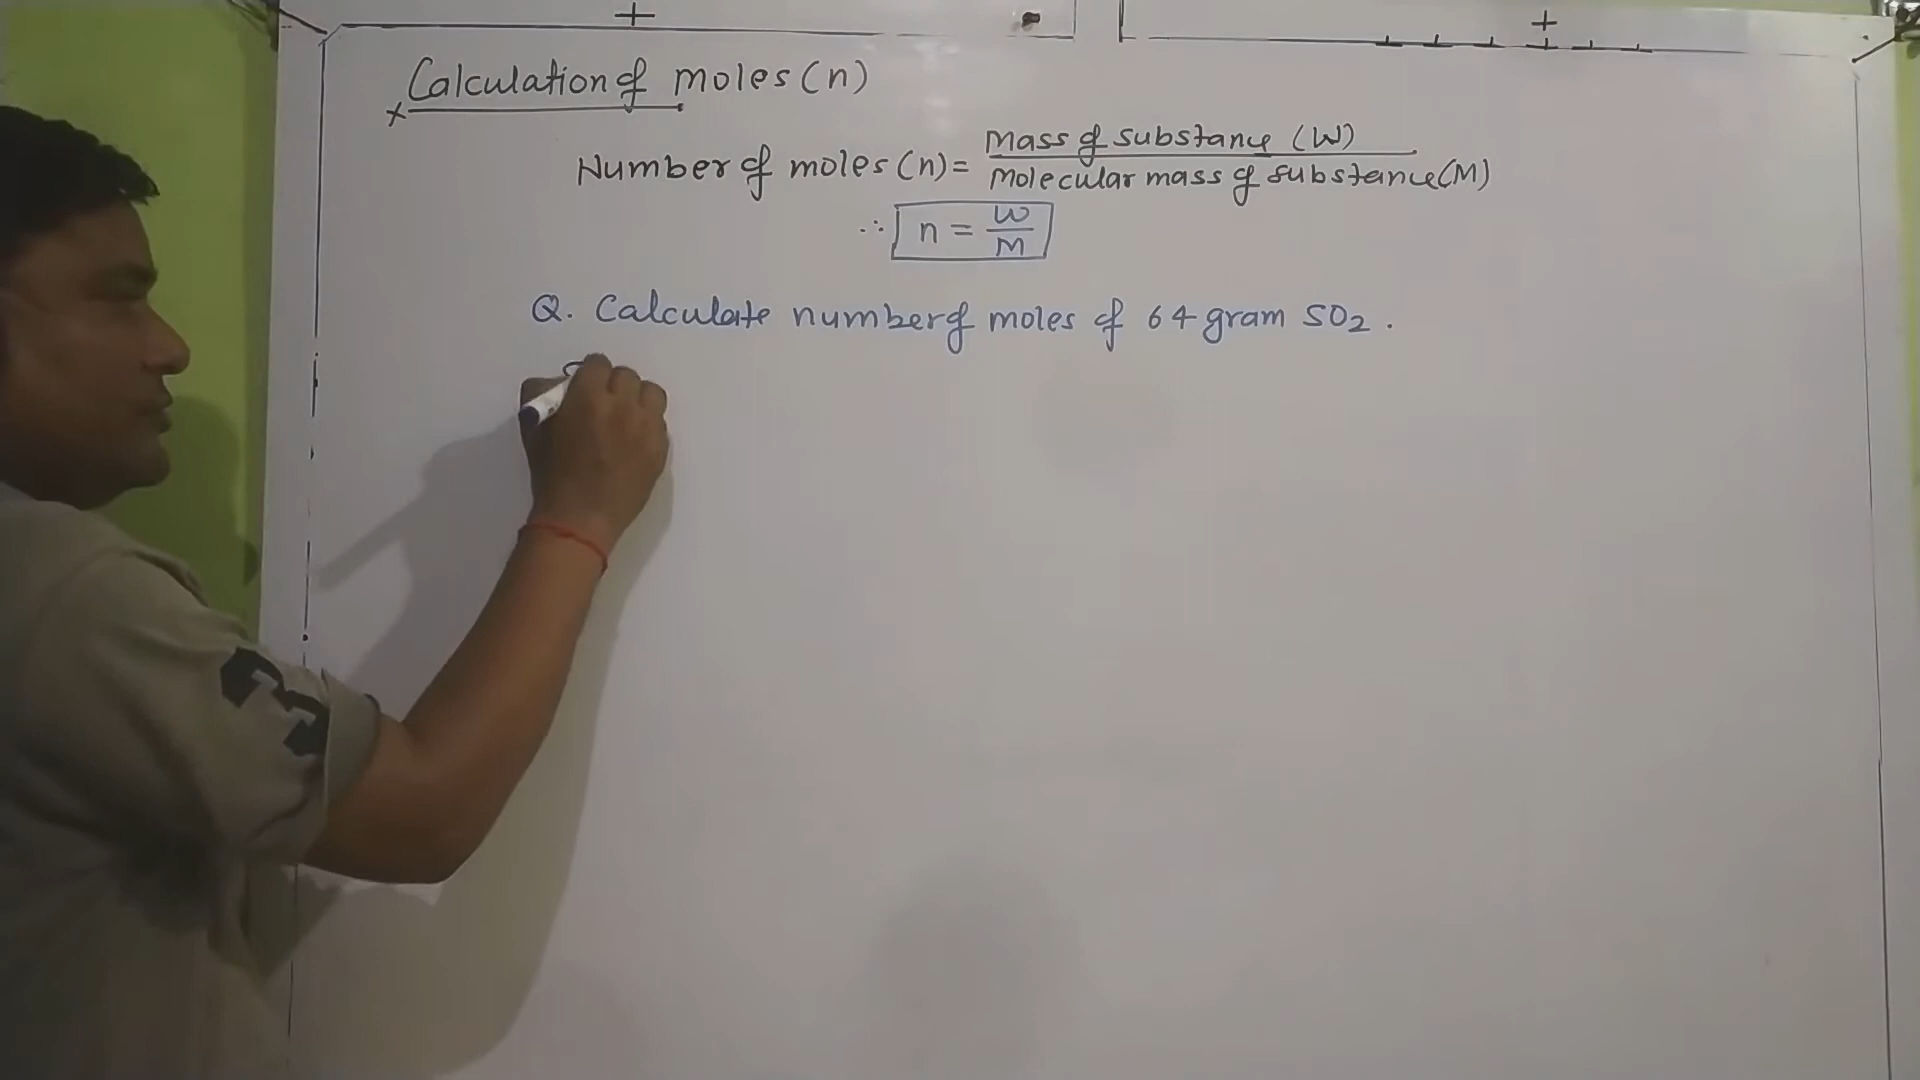 Calculation of moles (n)
Number of moles (n) = Mass of substance (W) / Molecular mass of substance (M)
∴ n = W / M
Q. Calculate number of moles of 64 gram SO2 .